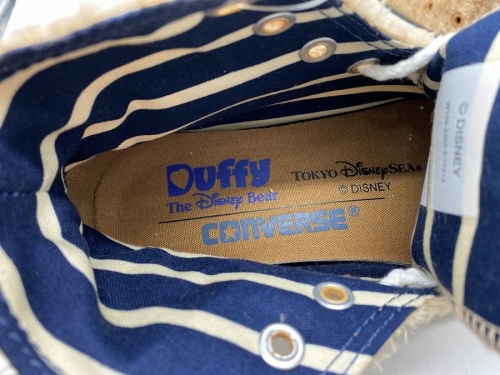 Duffy
The Disney Bear
TOKYO DISNEYSEA®
© DISNEY
CONVERSE®
© DISNEY